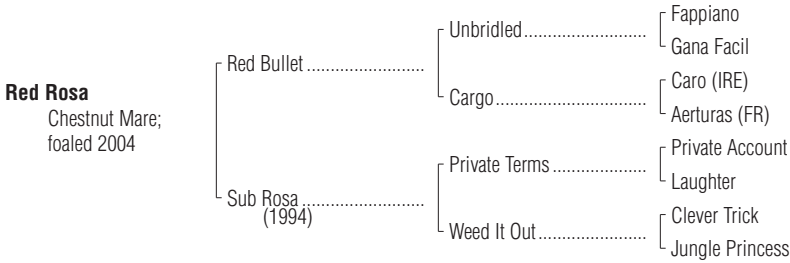 Red Rosa
Chestnut Mare;
foaled 2004
Red Bullet ........................
Sub Rosa .........................
(1994)
Unbridled.........................
Cargo...............................
Private Terms ...................
Weed It Out......................
Fappiano
Gana Facil
Caro (IRE)
Aerturas (FR)
Private Account
Laughter
Clever Trick
Jungle Princess